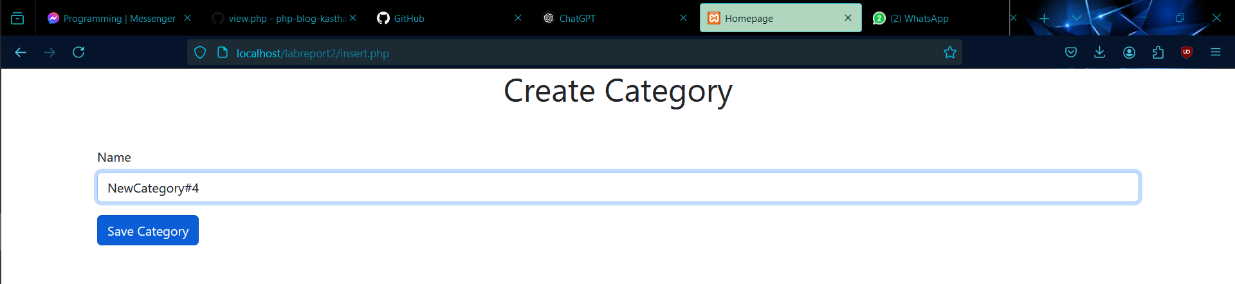 Programming | Messenger
view.php - php-blog-kastha
GitHub
ChatGPT
Homepage
(2) WhatsApp
localhost/labreport2/insert.php
Create Category
Name
NewCategory#4
Save Category